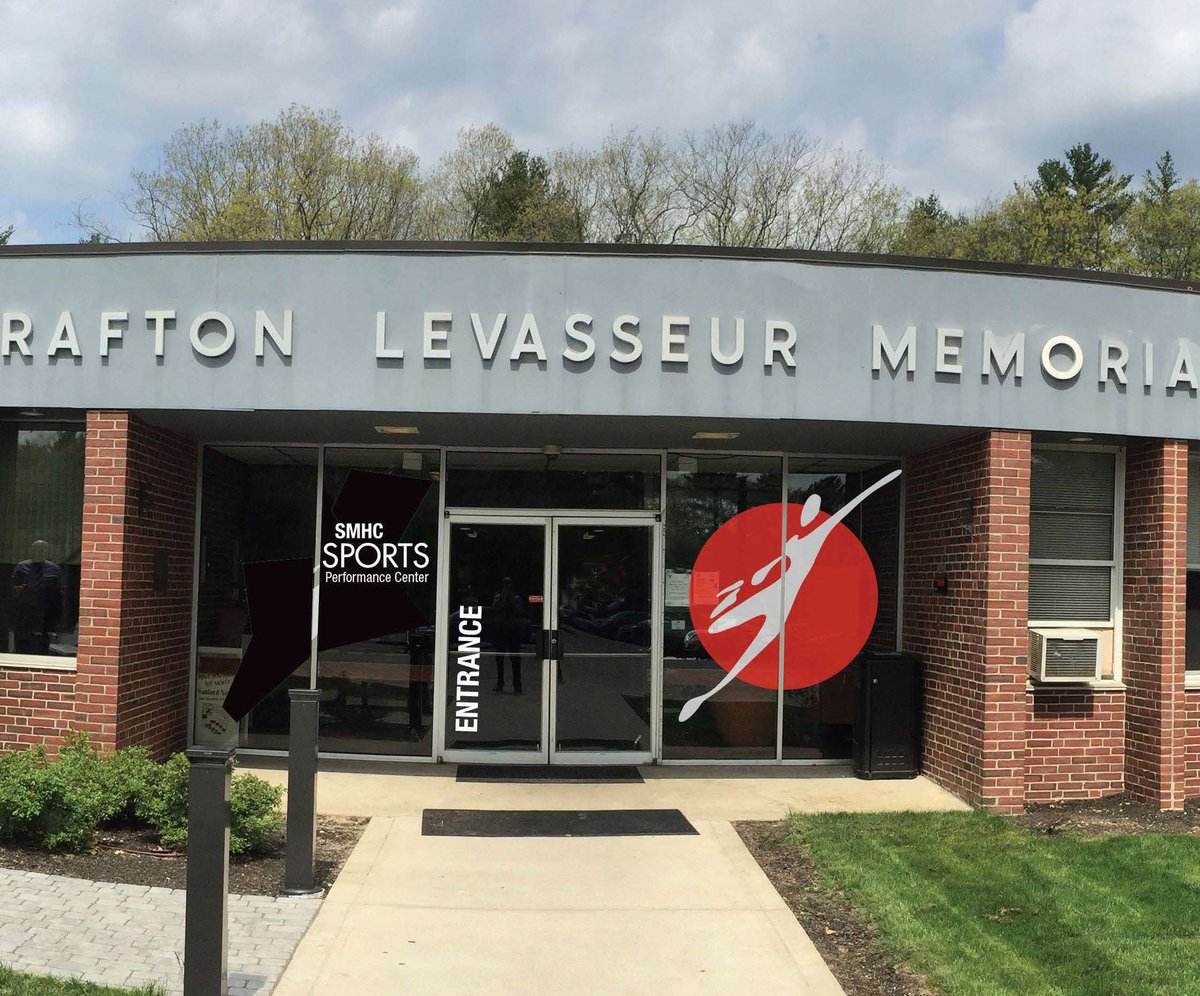 RAFTON LEVASSEUR MEMORIA
SMHC
SPORTS
Performance Center
ENTRANCE